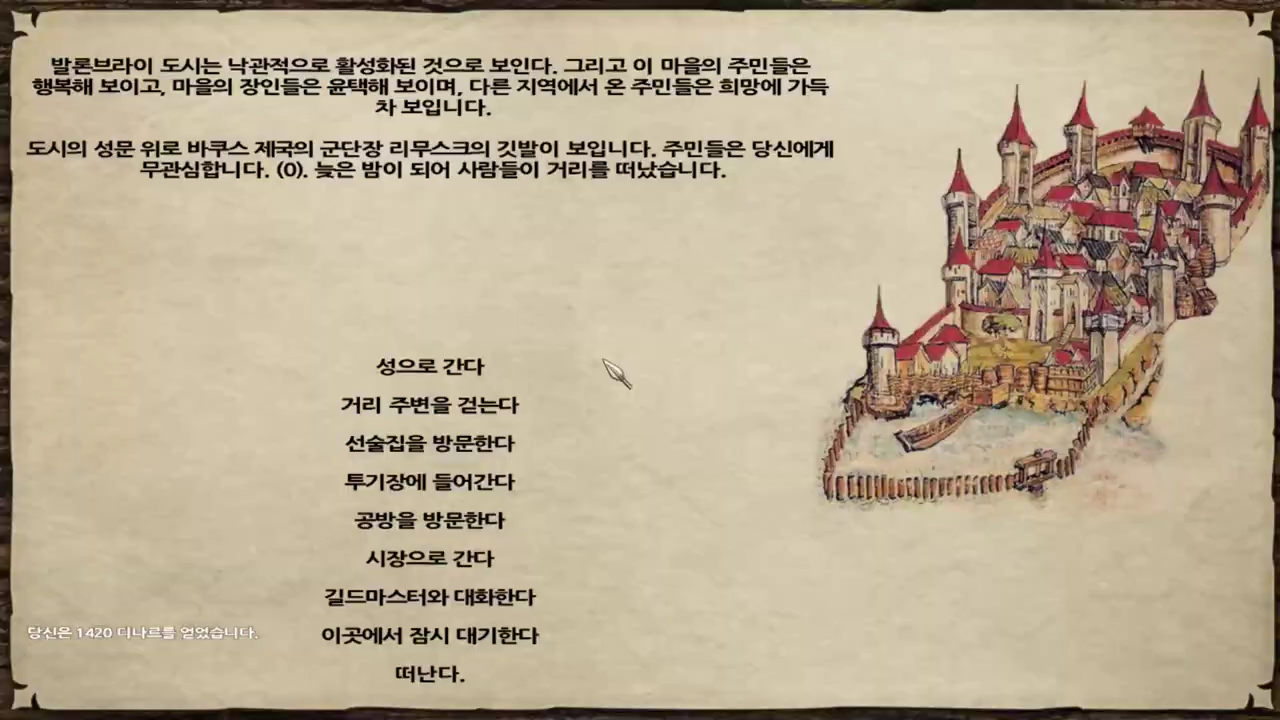 발론브라이 도시는 낙관적으로 활성화된 것으로 보인다. 그리고 이 마을의 주민들은
행복해 보이고, 마을의 장인들은 윤택해 보이며, 다른 지역에서 온 주민들은 희망에 가득
차 보입니다.
도시의 성문 위로 바쿠스 제국의 군단장 리무스크의 깃발이 보입니다. 주민들은 당신에게
무관심합니다. (0). 늦은 밤이 되어 사람들이 거리를 떠났습니다.
성으로 간다
거리 주변을 걷는다
선술집을 방문한다
투기장에 들어간다
공방을 방문한다
시장으로 간다
길드마스터와 대화한다
당신은 1420 디나르를 얻었습니다.
이곳에서 잠시 대기한다
떠난다.